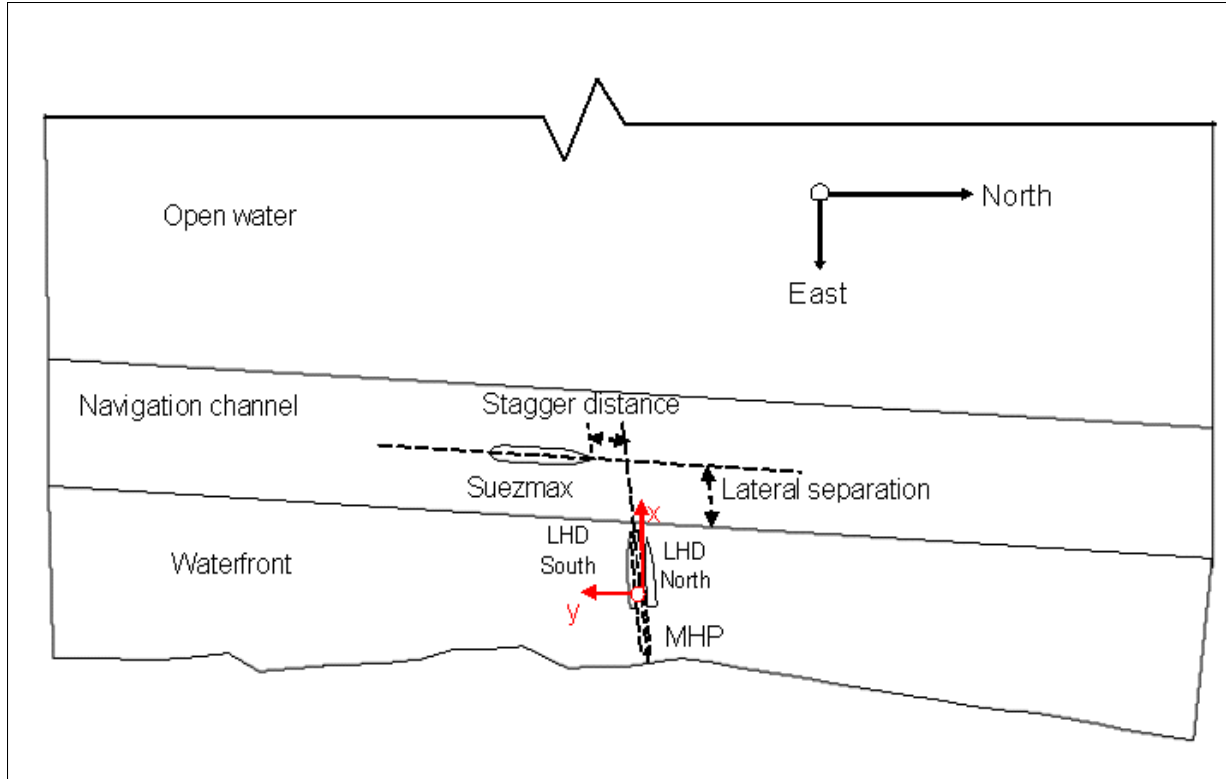 North
Open water
East
Navigation channel
Stagger distance
Suezmax
Lateral separation
x
LHD
South
LHD
North
Waterfront
y
MHP